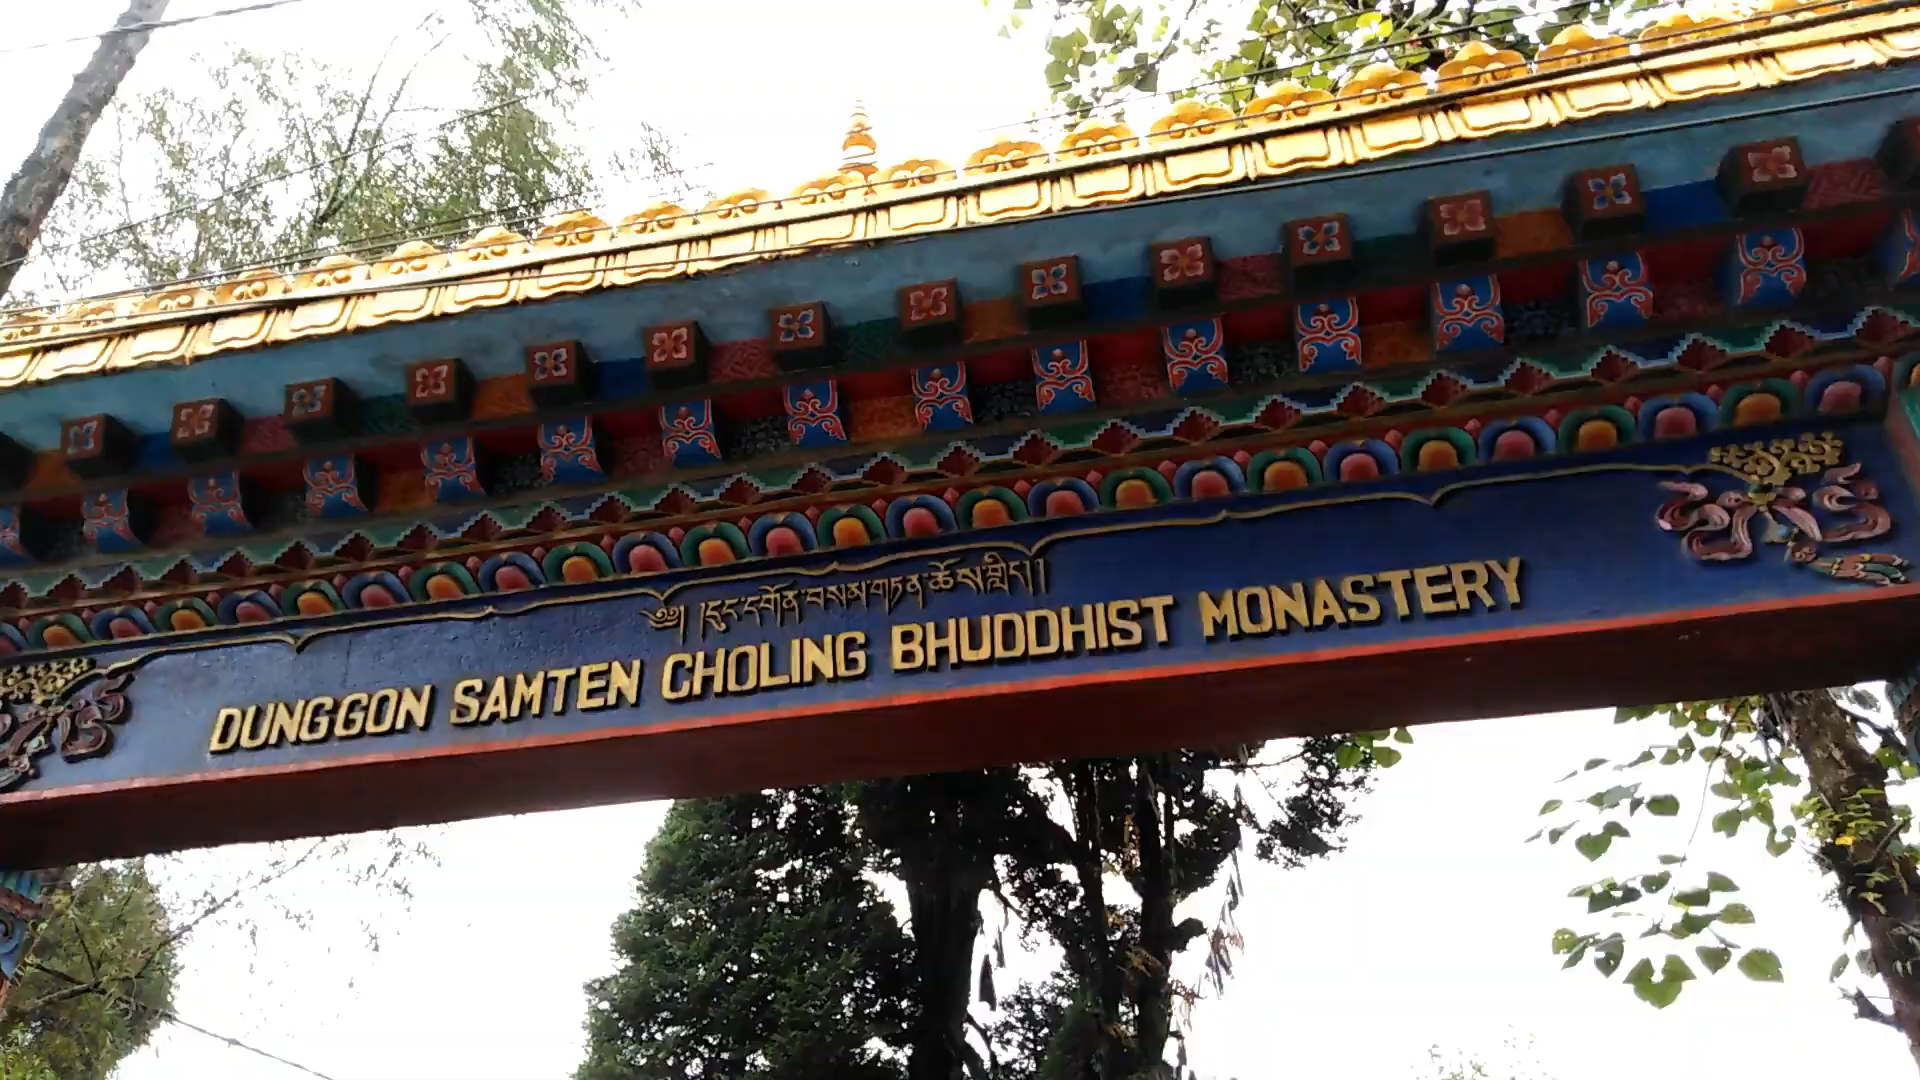 ༄༅། །དུང་དགོན་བསམ་གཏན་ཆོས་གླིང་།།
DUNGGON SAMTEN CHOLING BHUDDHIST MONASTERY